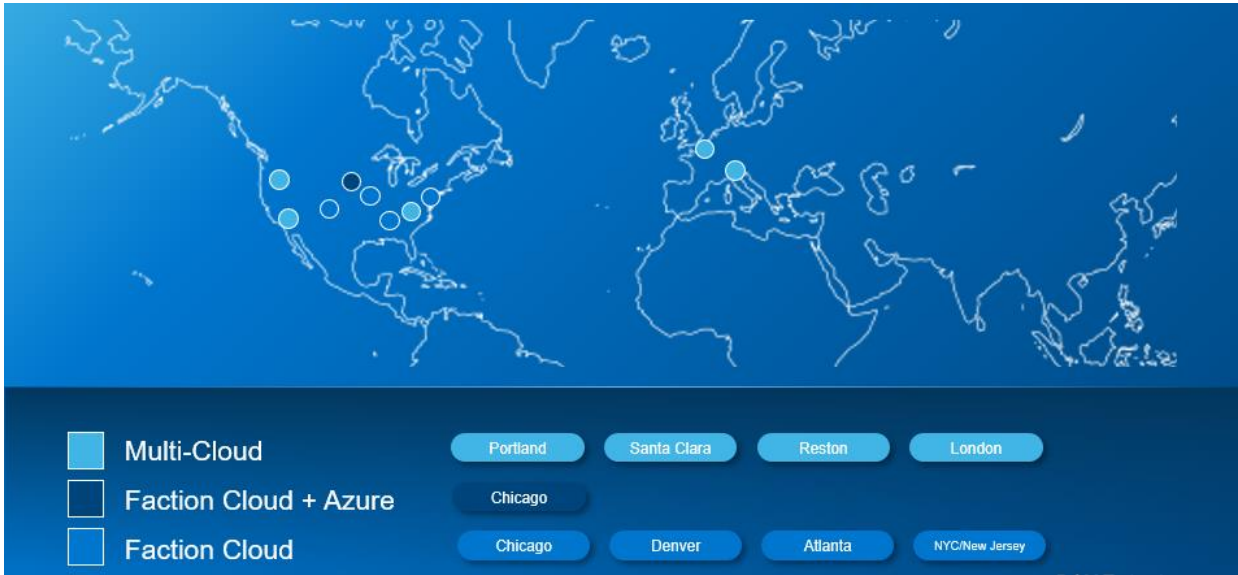 Multi-Cloud Portland Santa Clara Reston London
Faction Cloud + Azure Chicago
Faction Cloud Chicago Denver Atlanta NYC/New Jersey